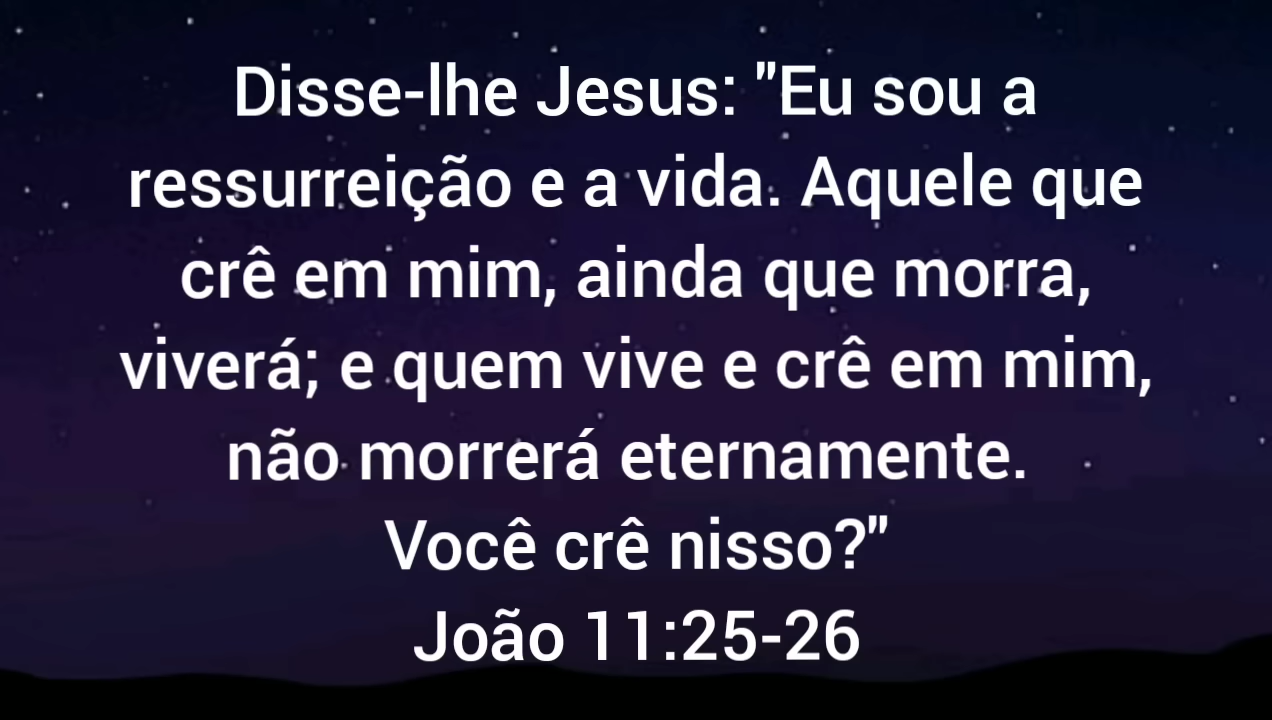 Disse-lhe Jesus: "Eu sou a
ressurreição e a vida. Aquele que
crê em mim, ainda que morra,
viverá; e quem vive e crê em mim,
não morrerá eternamente.
Você crê nisso?"
João 11:25-26